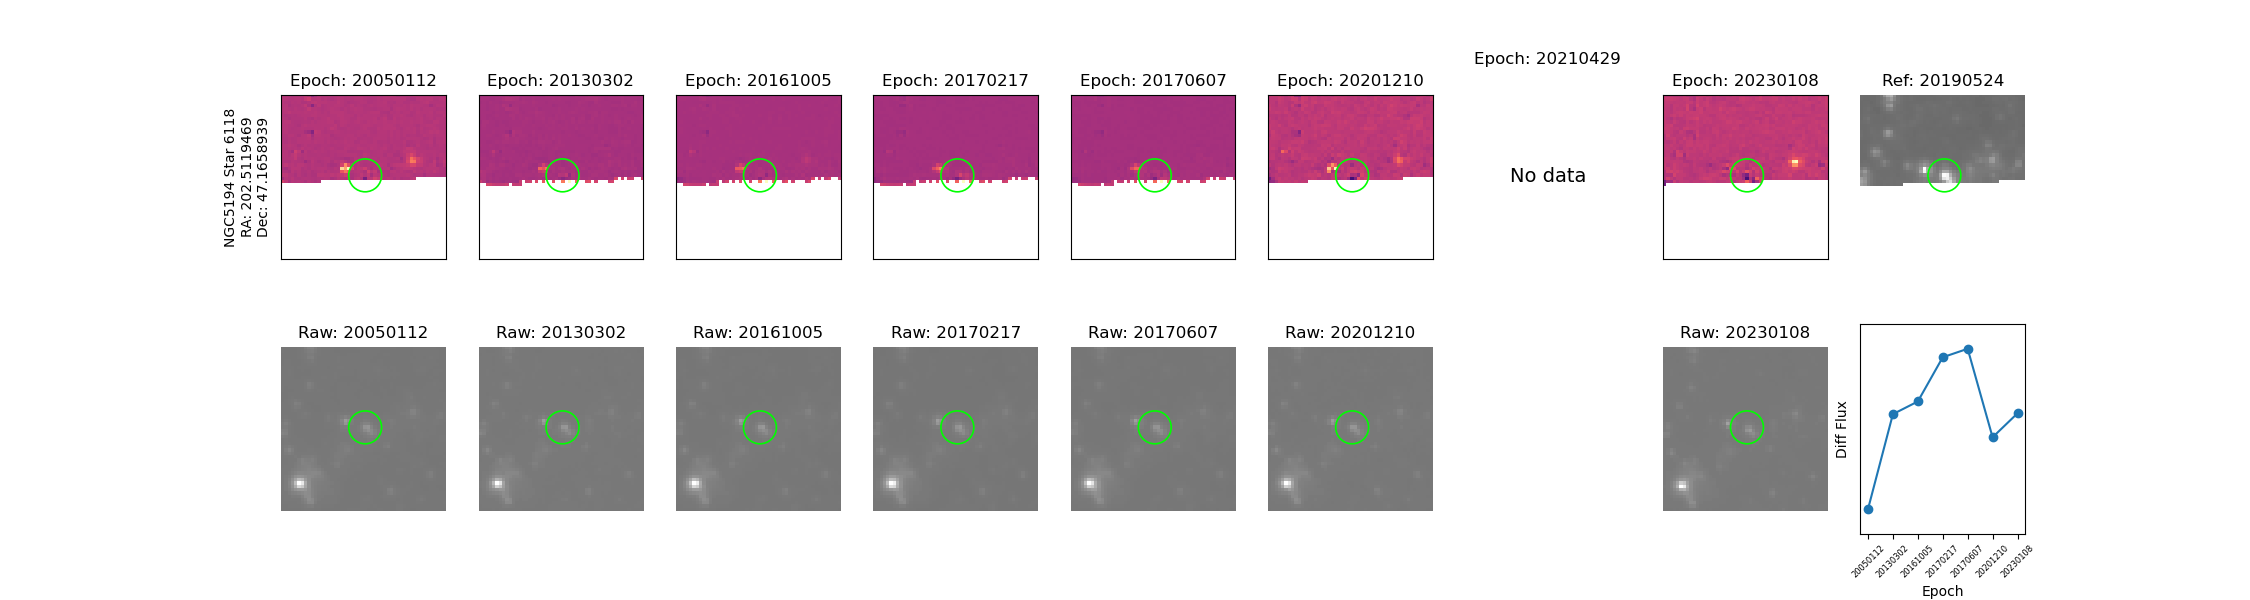 Epoch: 20050112
Epoch: 20130302
Epoch: 20161005
Epoch: 20170217
Epoch: 20170607
Epoch: 20201210
Epoch: 20210429
Epoch: 20230108
Ref: 20190524
NGC5194 Star 6118
RA: 202.5119469
Dec: 47.1658939
No data
Raw: 20050112
Raw: 20130302
Raw: 20161005
Raw: 20170217
Raw: 20170607
Raw: 20201210
Raw: 20230108
Diff Flux
20050112
20130302
20161005
20170217
20170607
20201210
20230108
Epoch